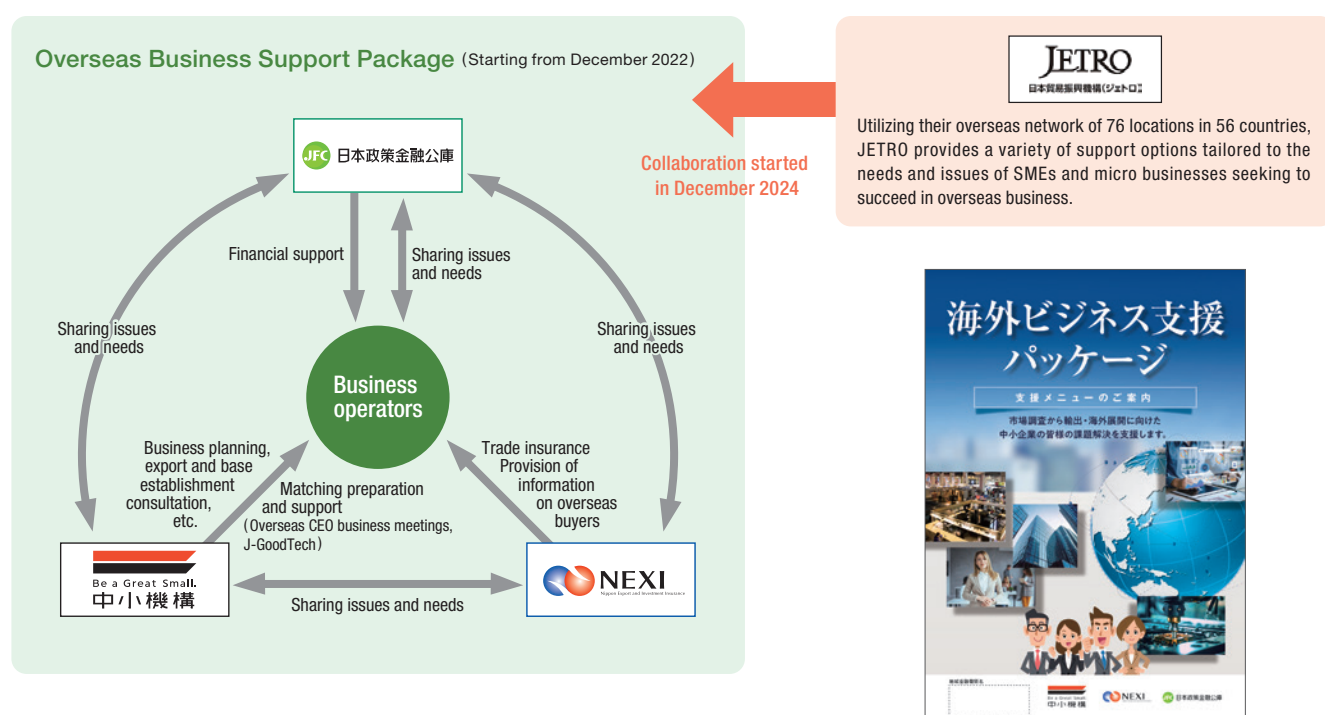 Overseas Business Support Package (Starting from December 2022)
JFC 日本政策金融公庫
Collaboration started
in December 2024
JETRO
日本貿易振興機構(ジェトロ)
Utilizing their overseas network of 76 locations in 56 countries,
JETRO provides a variety of support options tailored to the
needs and issues of SMEs and micro businesses seeking to
succeed in overseas business.
Financial support
Sharing issues
and needs
Sharing issues
and needs
Sharing issues
and needs
Business
operators
Business planning,
export and base
establishment
consultation,
etc.
Matching preparation
and support
(Overseas CEO business meetings,
J-GoodTech)
Trade insurance
Provision of
information
on overseas
buyers
Be a Great Small.
中小機構
Sharing issues and needs
NEXI
Nippon Export and Investment Insurance
海外ビジネス支援
パッケージ
支援メニューのご案内
市場調査から輸出・海外展開に向けた
中小企業の皆様の課題解決を支援します。
Be a Great Small.
中小機構
NEXI
JFC 日本政策金融公庫